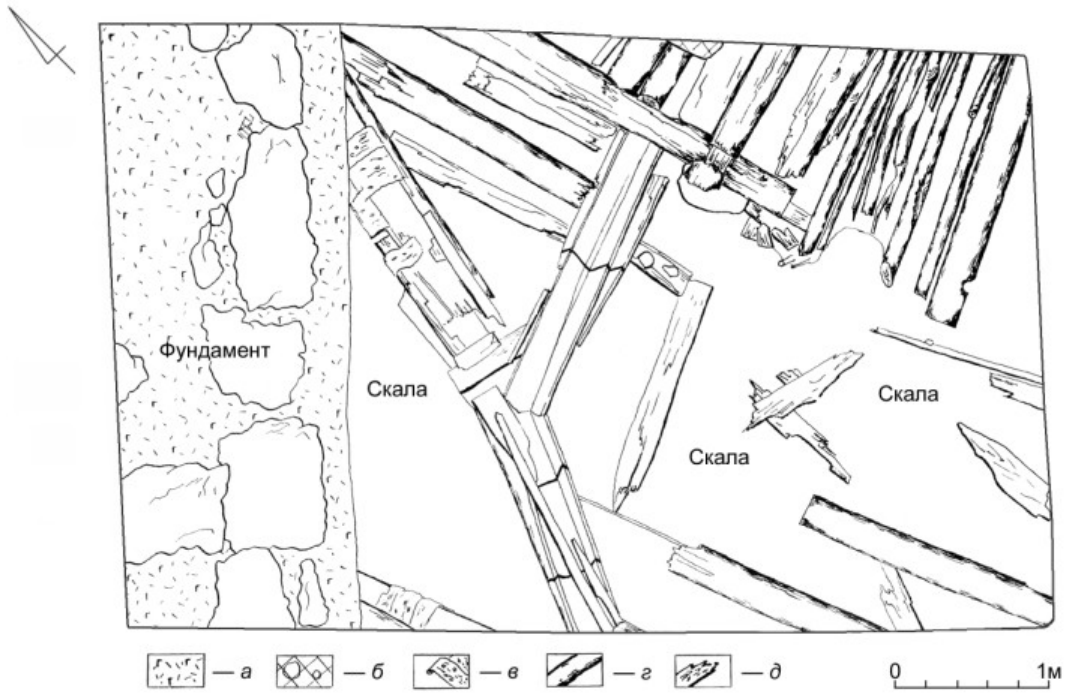 Фундамент
Скала
Скала
Скала
— а
— б
— в
— г
— д
0 1м